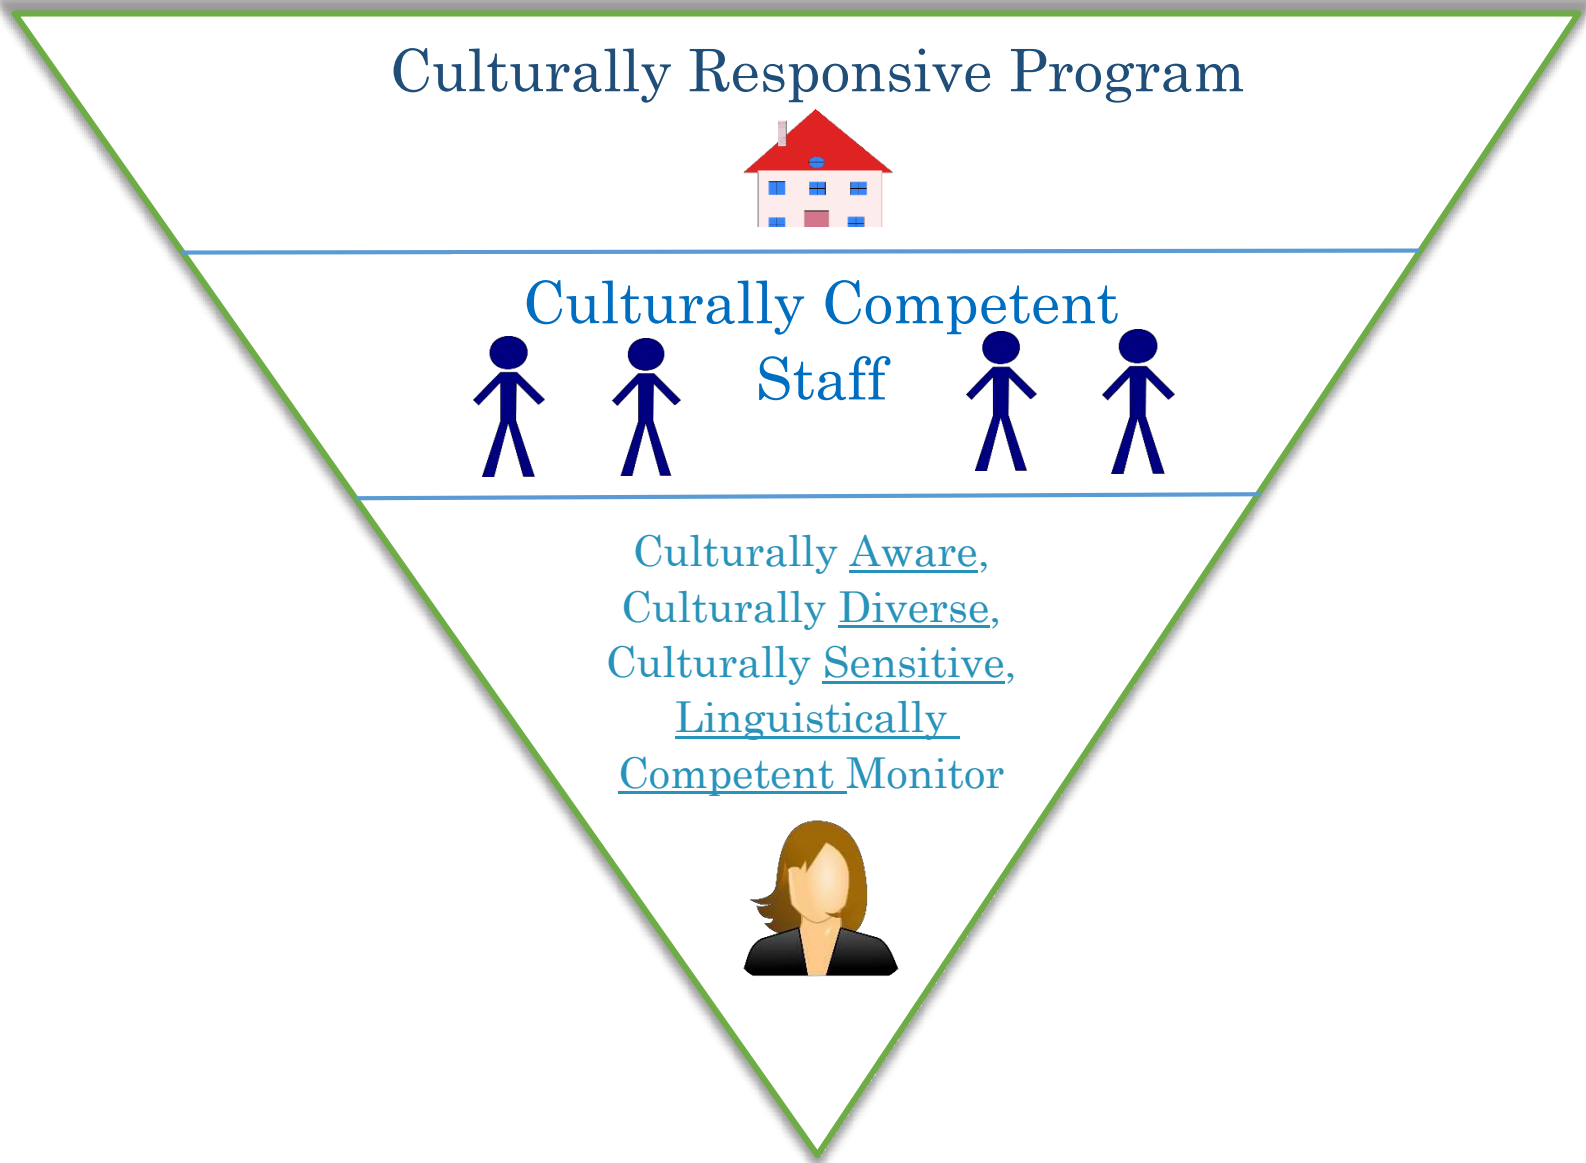 Culturally Responsive Program
Culturally Competent
Staff
Culturally Aware,
Culturally Diverse,
Culturally Sensitive,
Linguistically
Competent Monitor